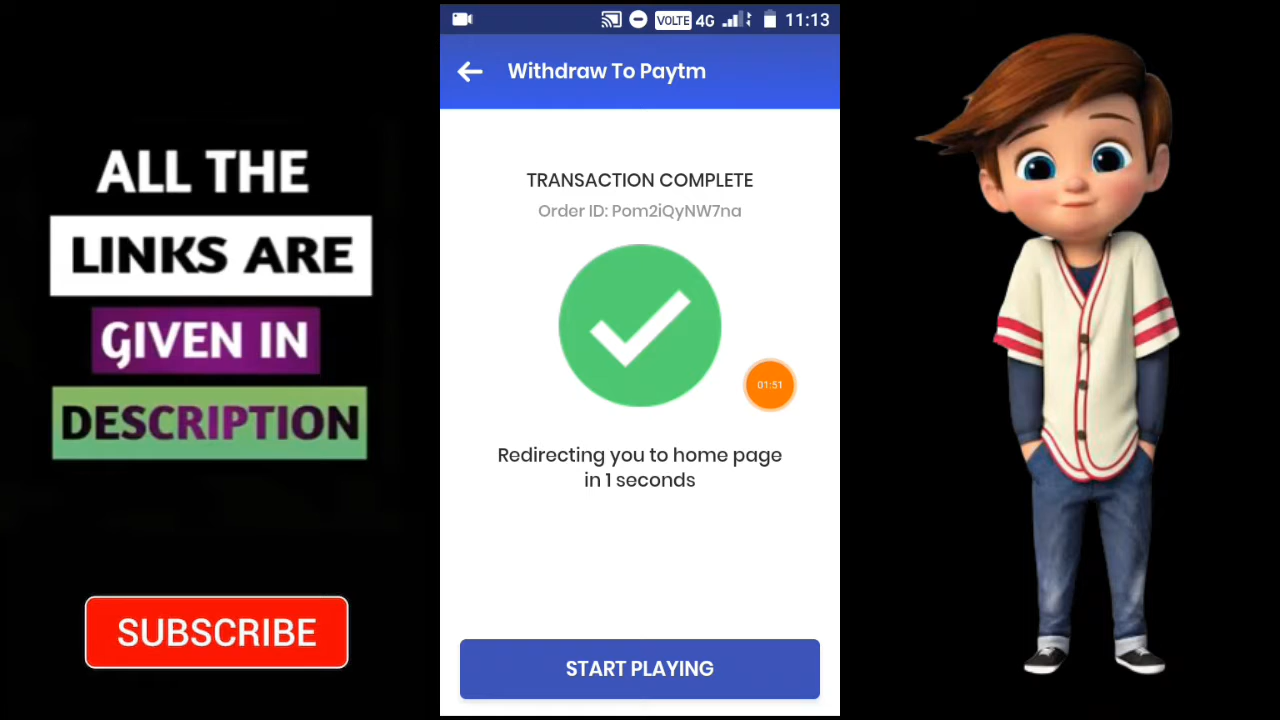 ALL THE
LINKS ARE
GIVEN IN
DESCRIPTION
SUBSCRIBE
VOLTE 4G 11:13
Withdraw To Paytm
TRANSACTION COMPLETE
Order ID: Pom2iQyNW7na
01:51
Redirecting you to home page
in 1 seconds
START PLAYING